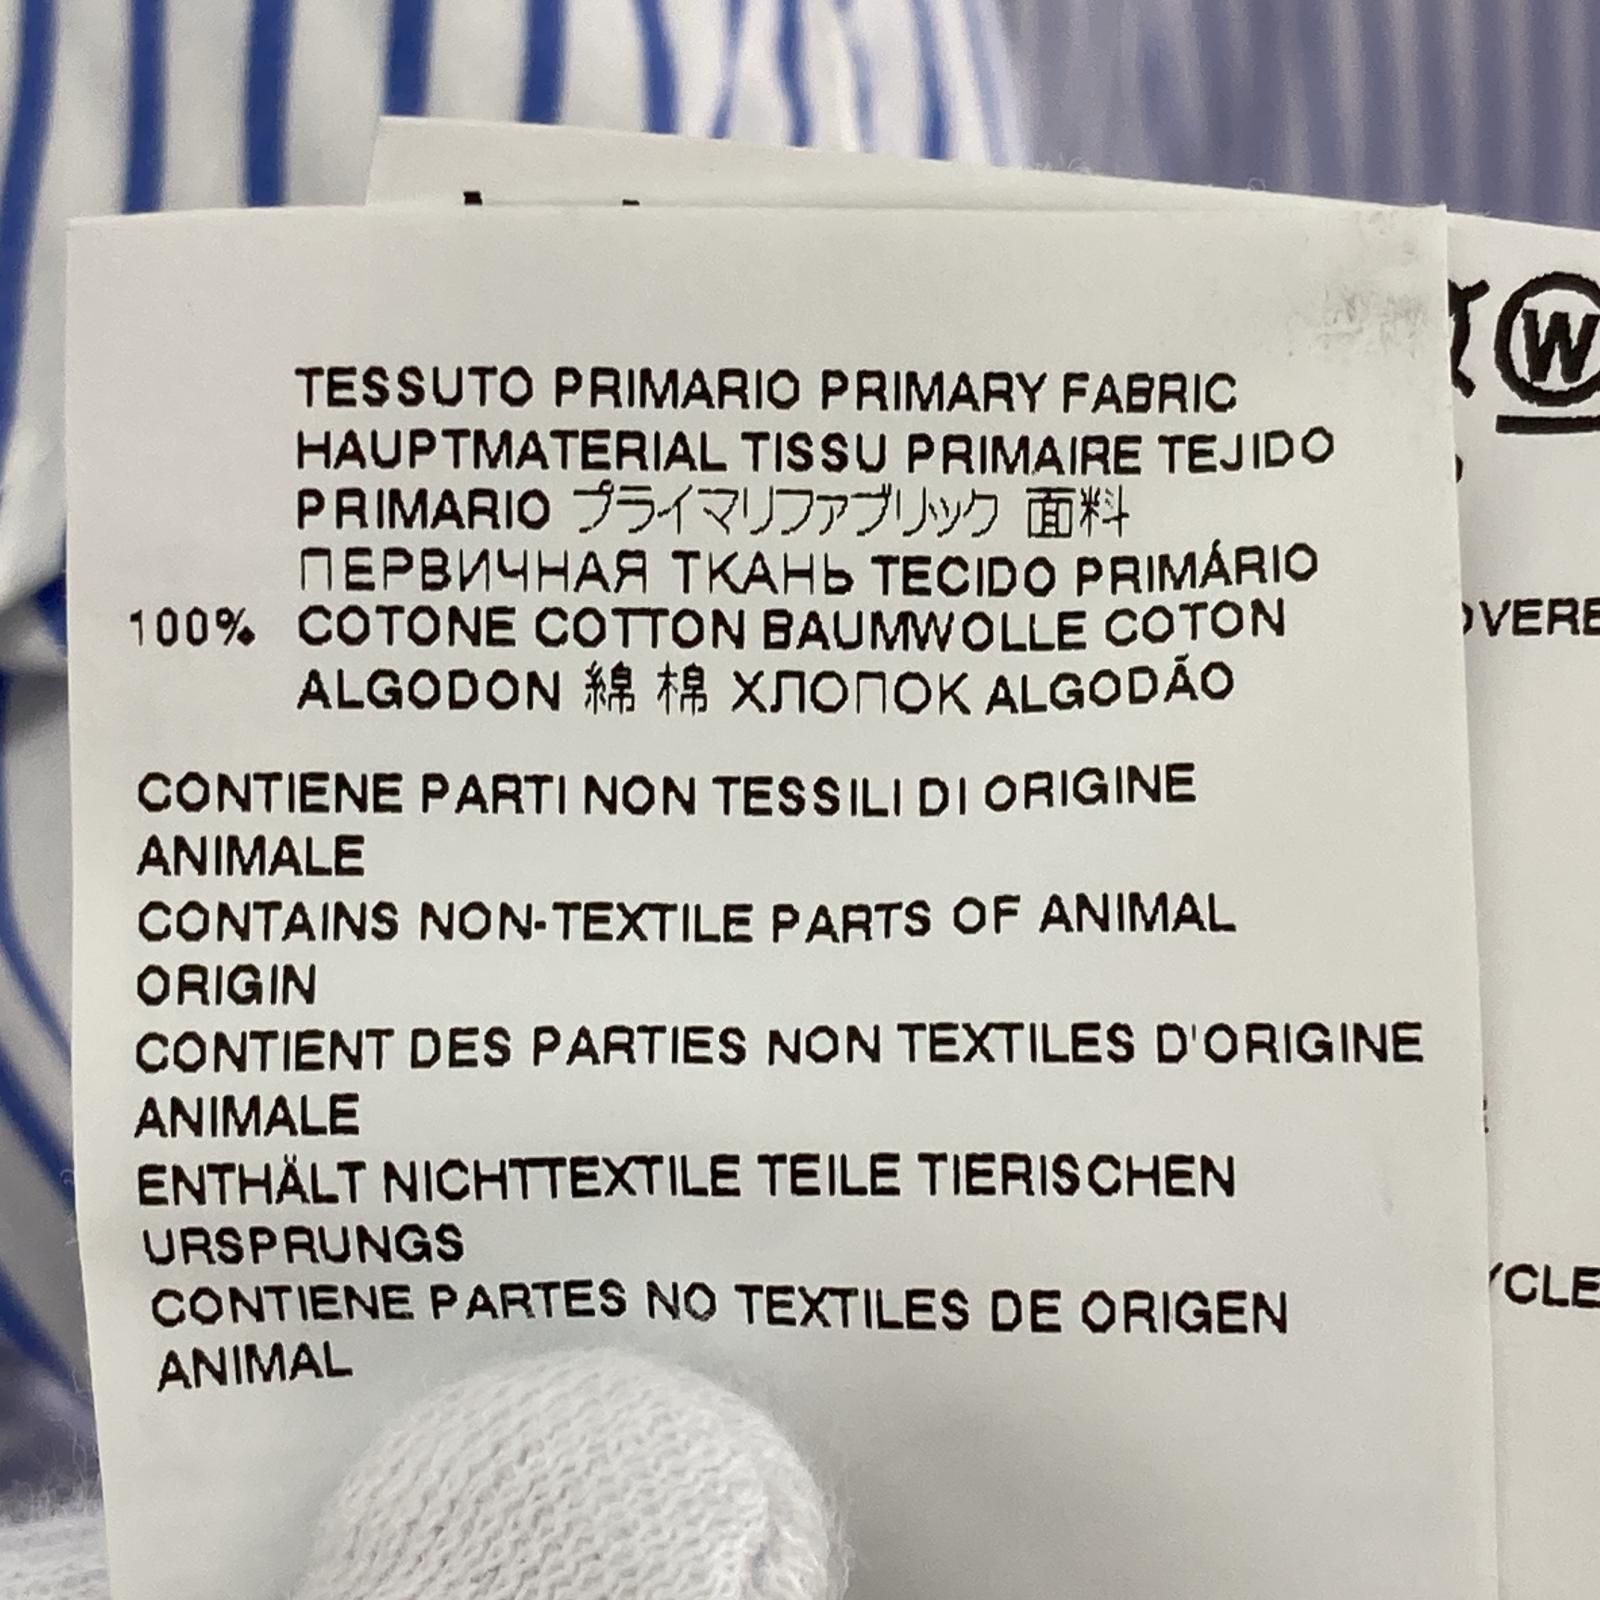 TESSUTO PRIMARIO PRIMARY FABRIC
HAUPTMATERIAL TISSU PRIMAIRE TEJIDO
PRIMARIO プライマリファブリック 面料
ПЕРВИЧНАЯ ТКАНЬ TECIDO PRIMÁRIO
100% COTONE COTTON BAUMWOLLE COTON
ALGODON 綿 棉 ХЛОПОК ALGODÃO
CONTIENE PARTI NON TESSILI DI ORIGINE
ANIMALE
CONTAINS NON-TEXTILE PARTS OF ANIMAL
ORIGIN
CONTIENT DES PARTIES NON TEXTILES D'ORIGINE
ANIMALE
ENTHÄLT NICHTTEXTILE TEILE TIERISCHEN
URSPRUNGS
CONTIENE PARTES NO TEXTILES DE ORIGEN
ANIMAL
W